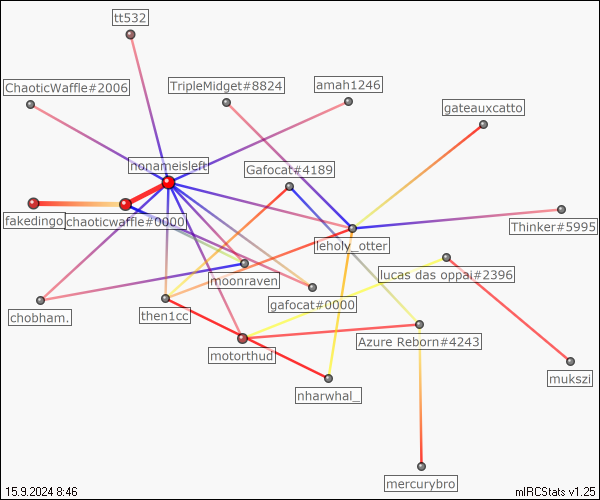 tt532
ChaoticWaffle#2006
TripleMidget#8824
amah1246
gateauxcatto
nonameisleft
Gafocat#4189
fakedingo
chaoticwaffle#0000
Thinker#5995
leholy_otter
moonraven
lucas das oppai#2396
gafocat#0000
chobham.
then1cc
motorthud
Azure Reborn#4243
nharwhal_
mukszi
mercurybro
15.9.2024 8:46
mIRCStats v1.25